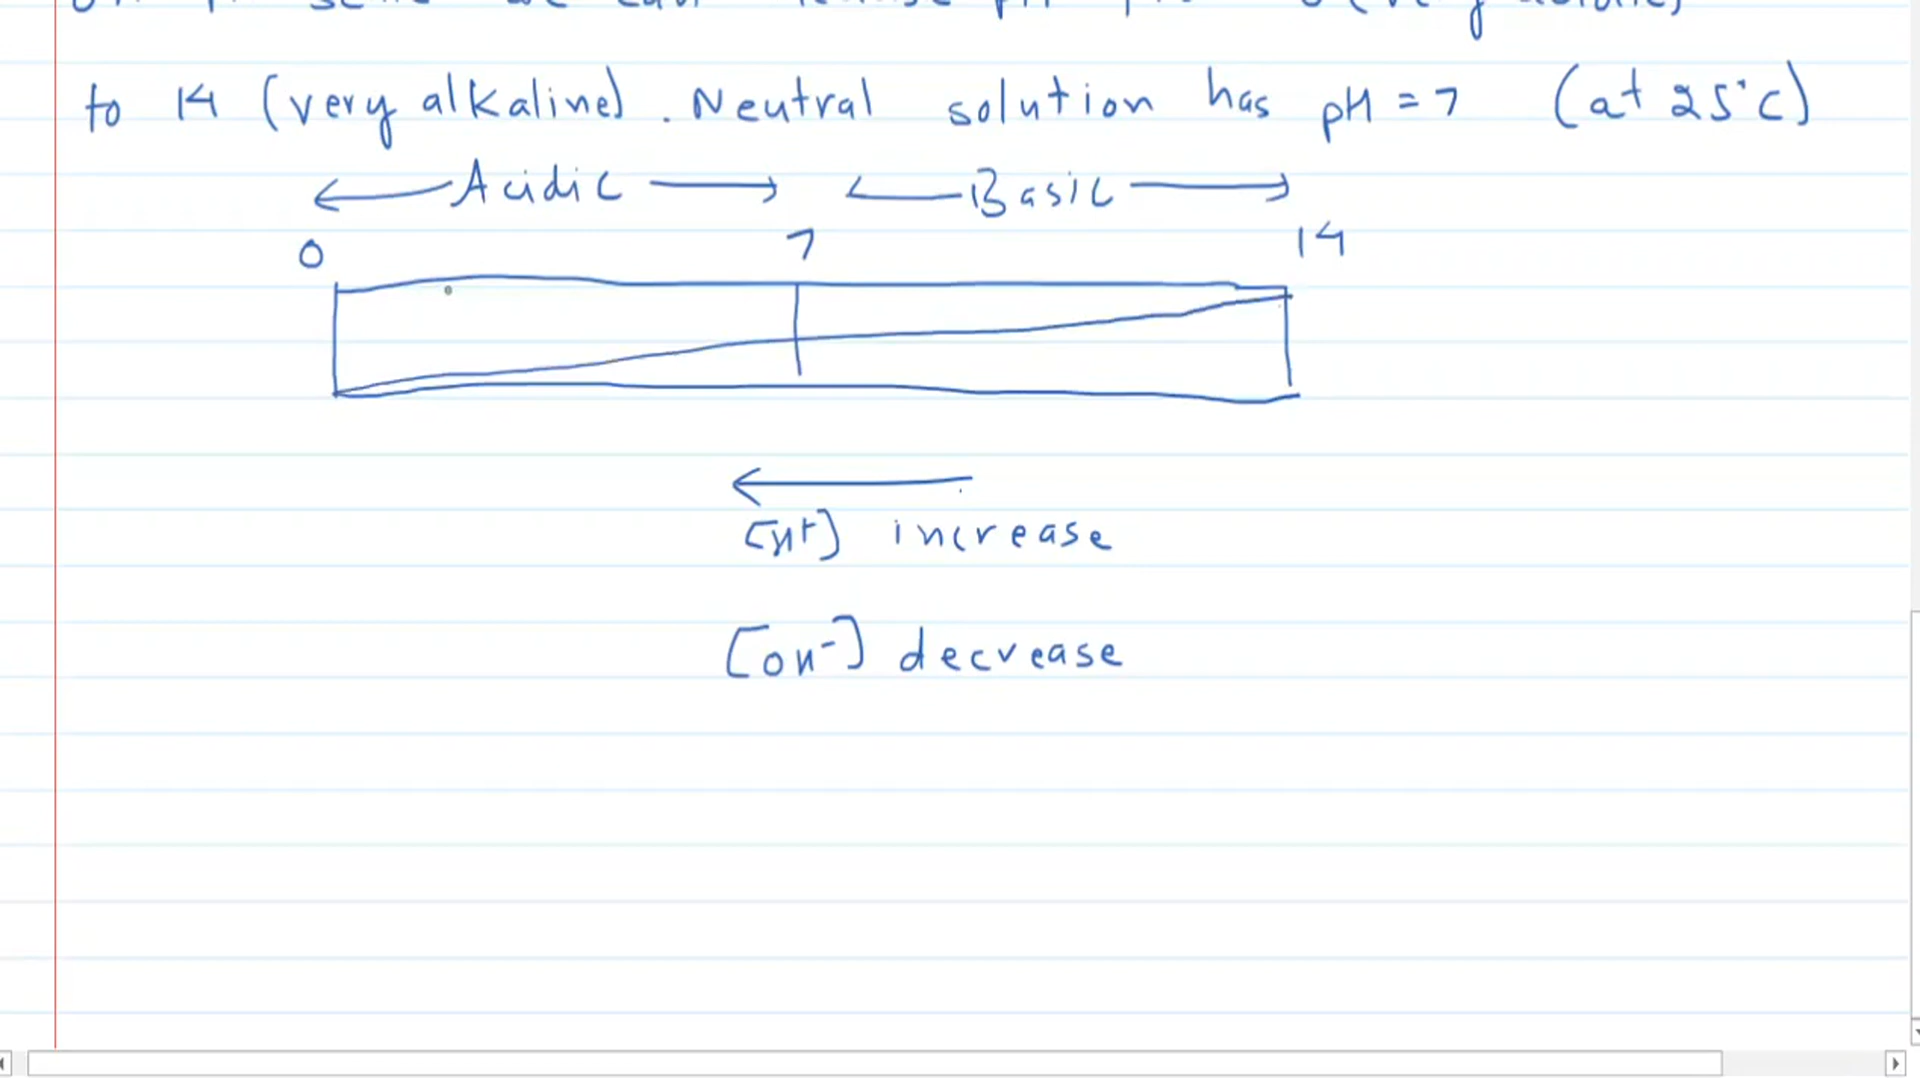 to 14 (very alkaline). Neutral solution has pH = 7 (at 25°C)
Acidic Basic
0 7 14
[H+] increase
[OH-] decrease